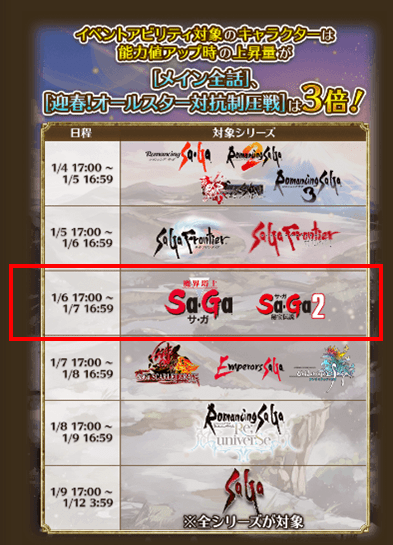 イベントアビリティ対象のキャラクターは
能力値アップ時の上昇量が
[メイン全話]、
[迎春!オールスター対抗制圧戦]は3倍!
日程 対象シリーズ
1/4 17:00 ~
1/5 16:59
Romancing SaGa
Romancing SaGa 2
Romancing SaGa 3
1/5 17:00 ~
1/6 16:59
SaGa Frontier
SaGa Frontier
1/6 17:00 ~
1/7 16:59
魔界塔士
Sa・Ga
サ・ガ
サ・ガ
Sa・Ga2
秘宝伝説
1/7 17:00 ~
1/8 16:59
Emperors SaGa
1/8 17:00 ~
1/9 16:59
Romancing SaGa
Re;
universe
1/9 17:00 ~
1/12 3:59
SaGa
※全シリーズが対象